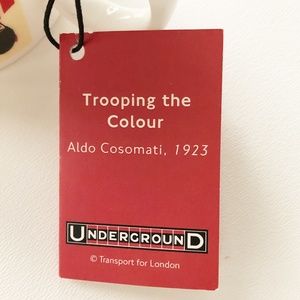 Trooping the
Colour
Aldo Cosomati, 1923
UNDERGROUND
© Transport for London